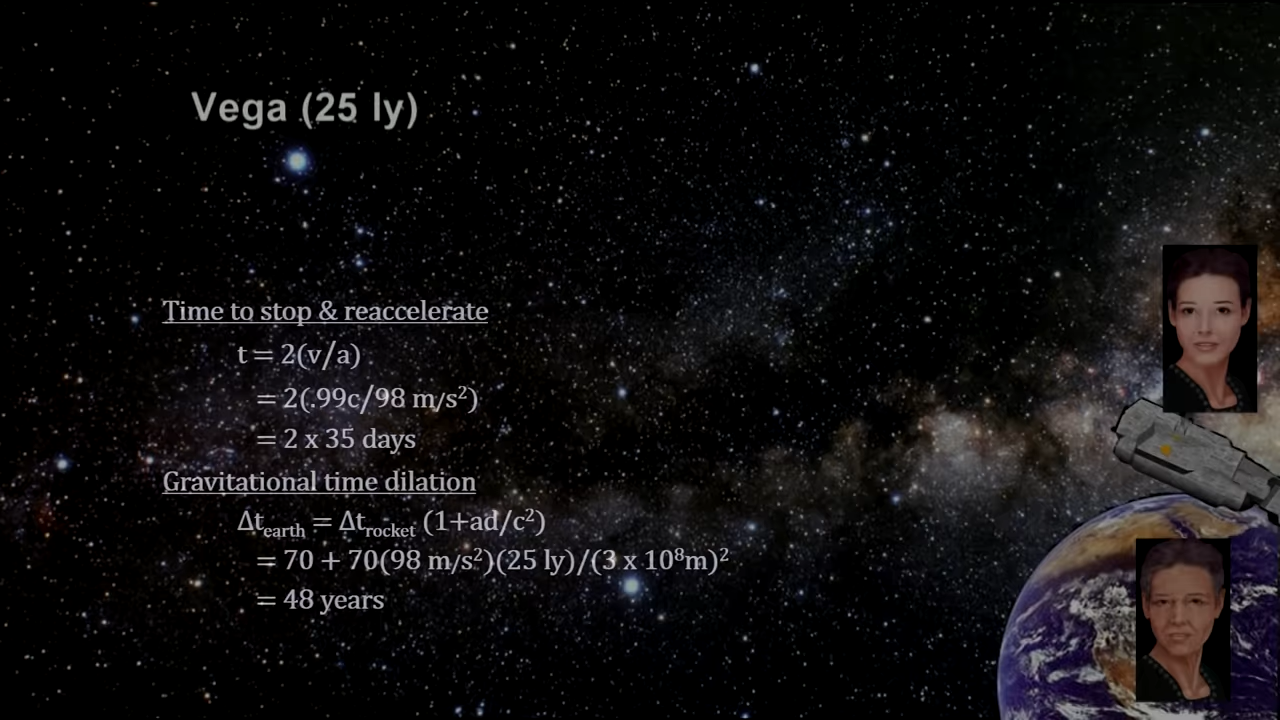 Vega (25 ly)
Time to stop & reaccelerate
t = 2(v/a)
= 2(.99c/98 m/s²)
= 2 x 35 days
Gravitational time dilation
Δtearth = Δtrocket (1+ad/c²)
= 70 + 70(98 m/s²)(25 ly)/(3 x 10⁸m)²
= 48 years